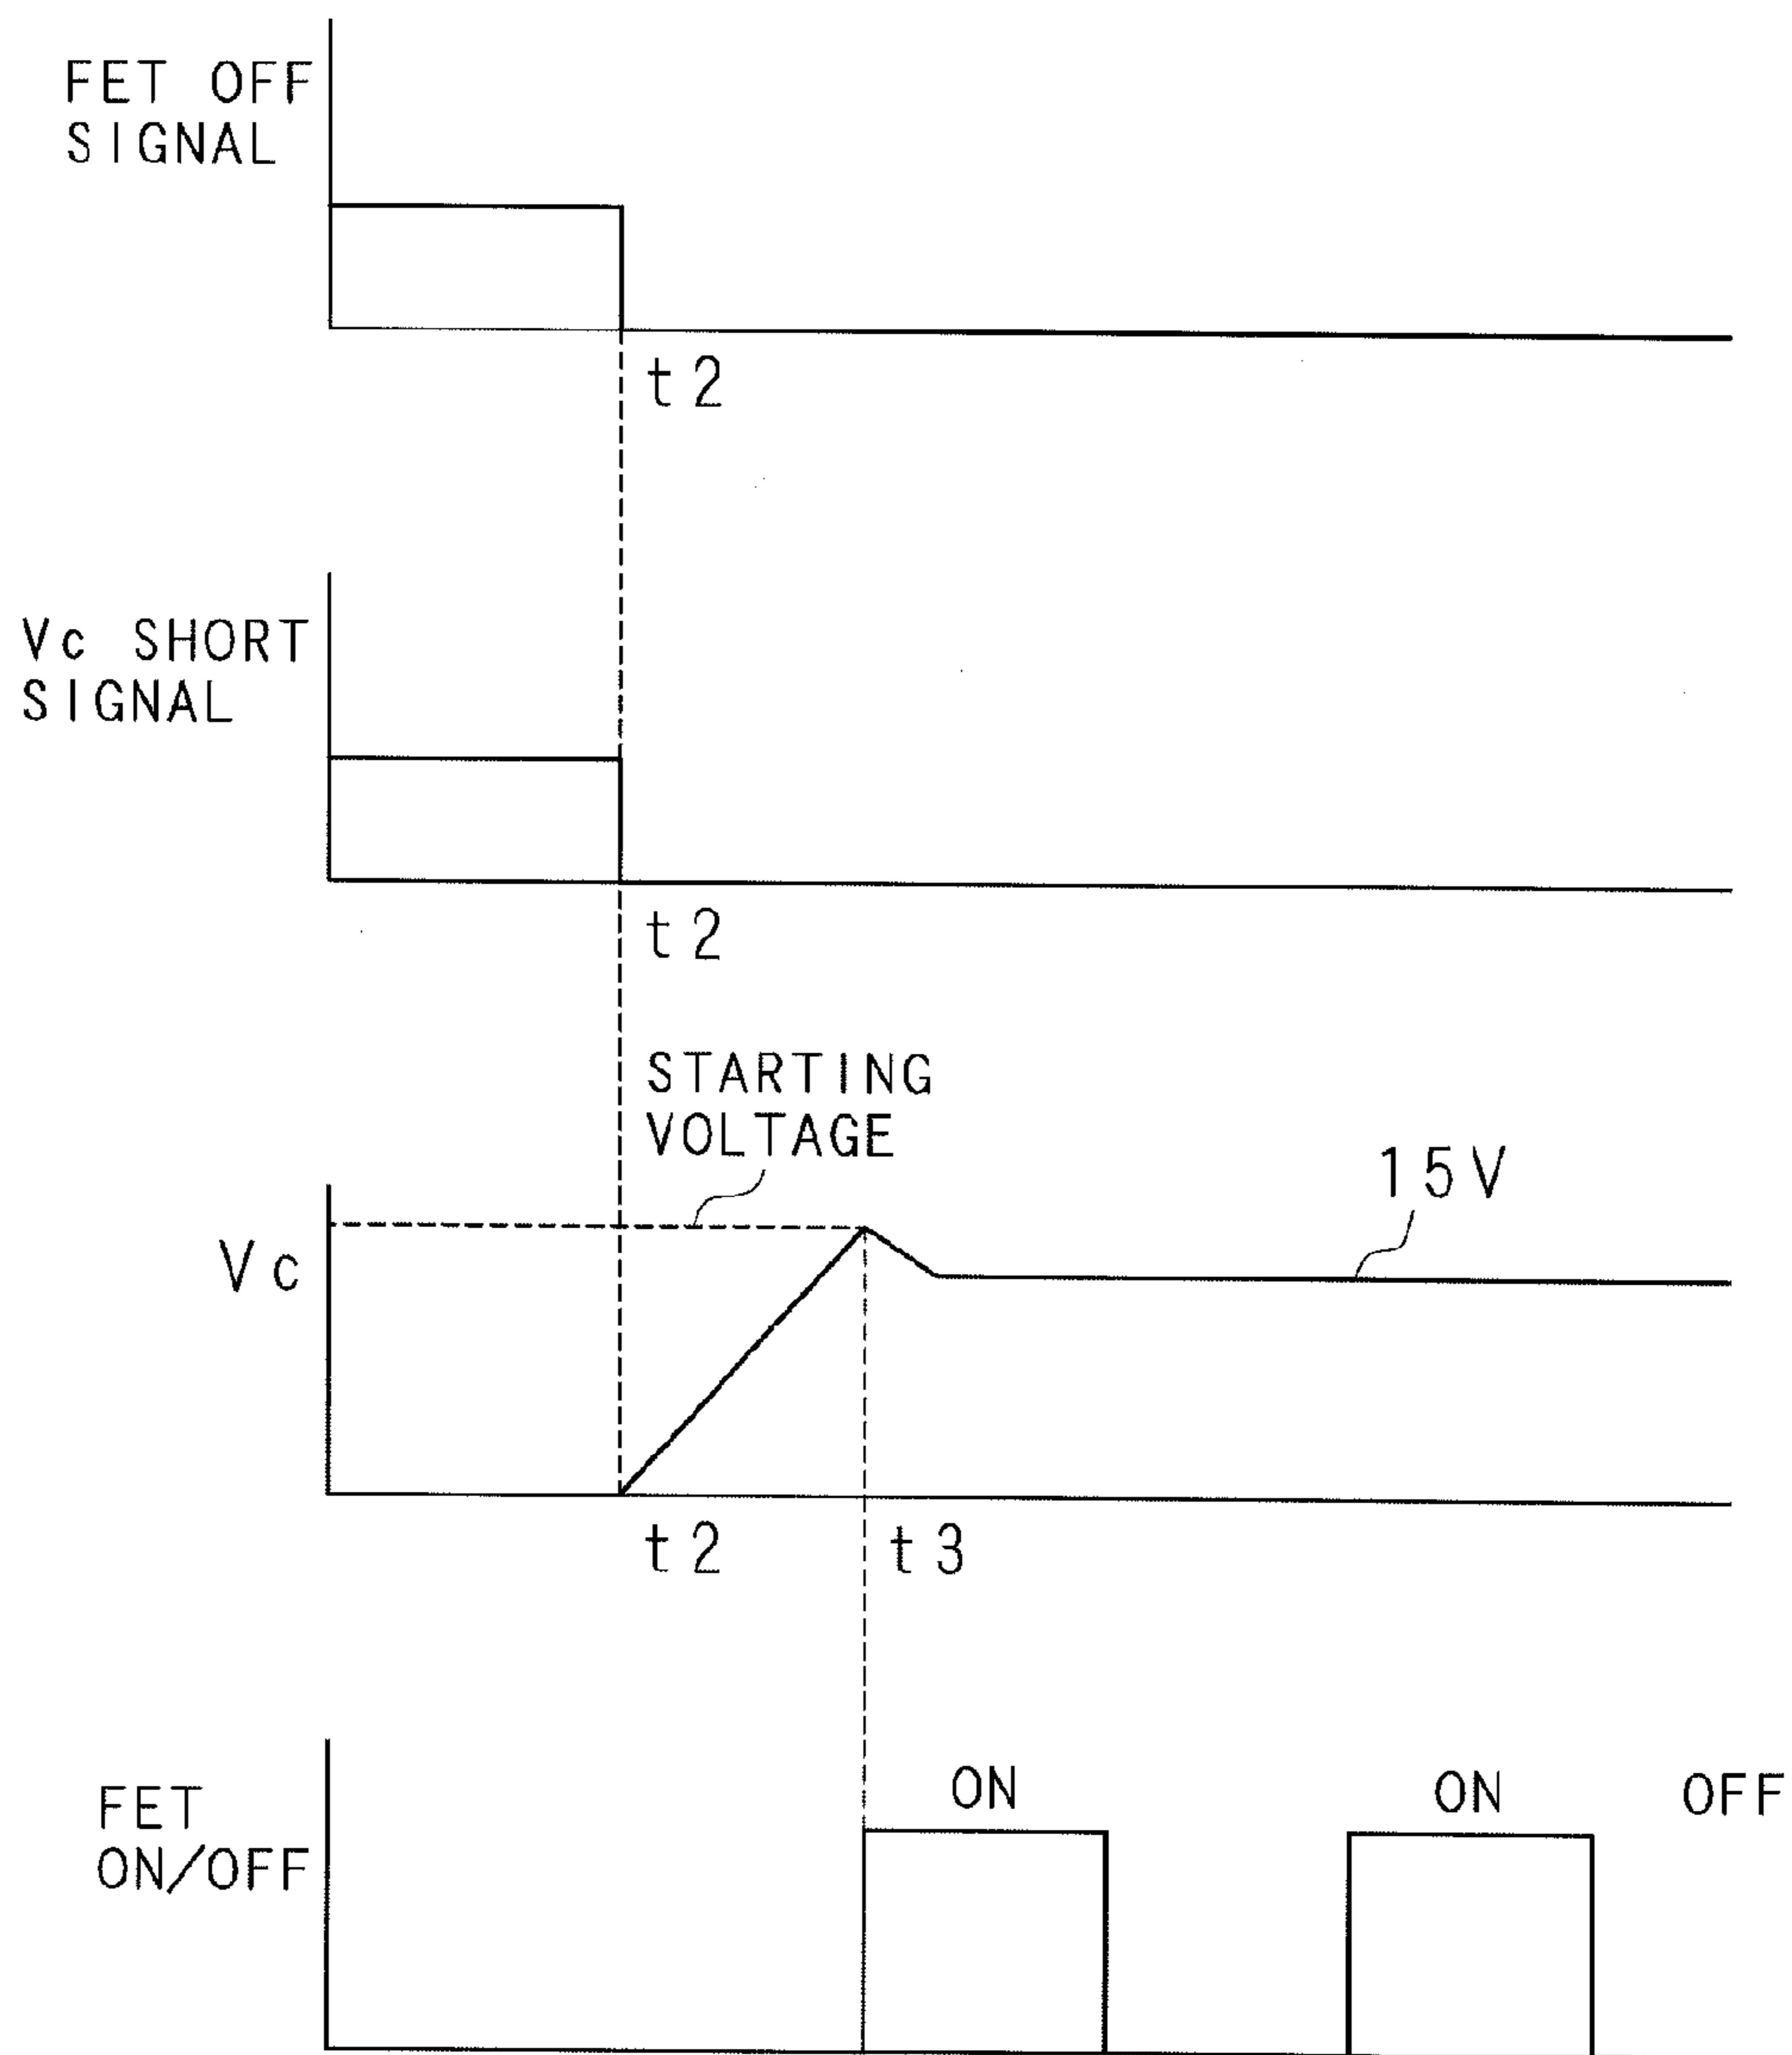 FET OFF
SIGNAL
t2
Vc SHORT
SIGNAL
t2
STARTING
VOLTAGE
15V
Vc
t2
t3
ON
ON
OFF
FET
ON/OFF